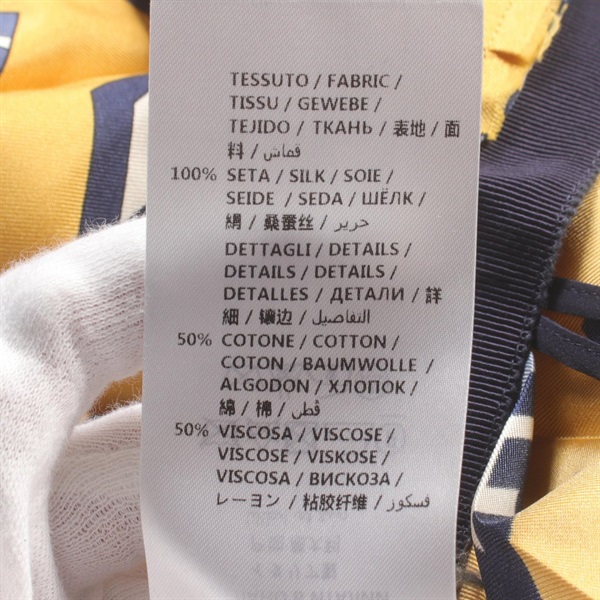 TESSUTO / FABRIC /
TISSU / GEWEBE /
TEJIDO / ТКАНЬ / 表地 / 面
料 / قماش /
100% SETA / SILK / SOIE /
SEIDE / SEDA / ШЁЛК /
絹 / 桑蚕丝 / حرير /
DETTAGLI / DETAILS /
DETAILS / DETAILS /
DETALLES / ДЕТАЛИ / 詳
細 / 镶边 / التفاصيل /
50% COTONE / COTTON /
COTON / BAUMWOLLE /
ALGODON / ХЛОПОК /
綿 / 棉 / قطن /
50% VISCOSA / VISCOSE /
VISCOSE / VISKOSE /
VISCOSA / ВИСКОЗА /
レーヨン / 粘胶纤维 / فسكوز /